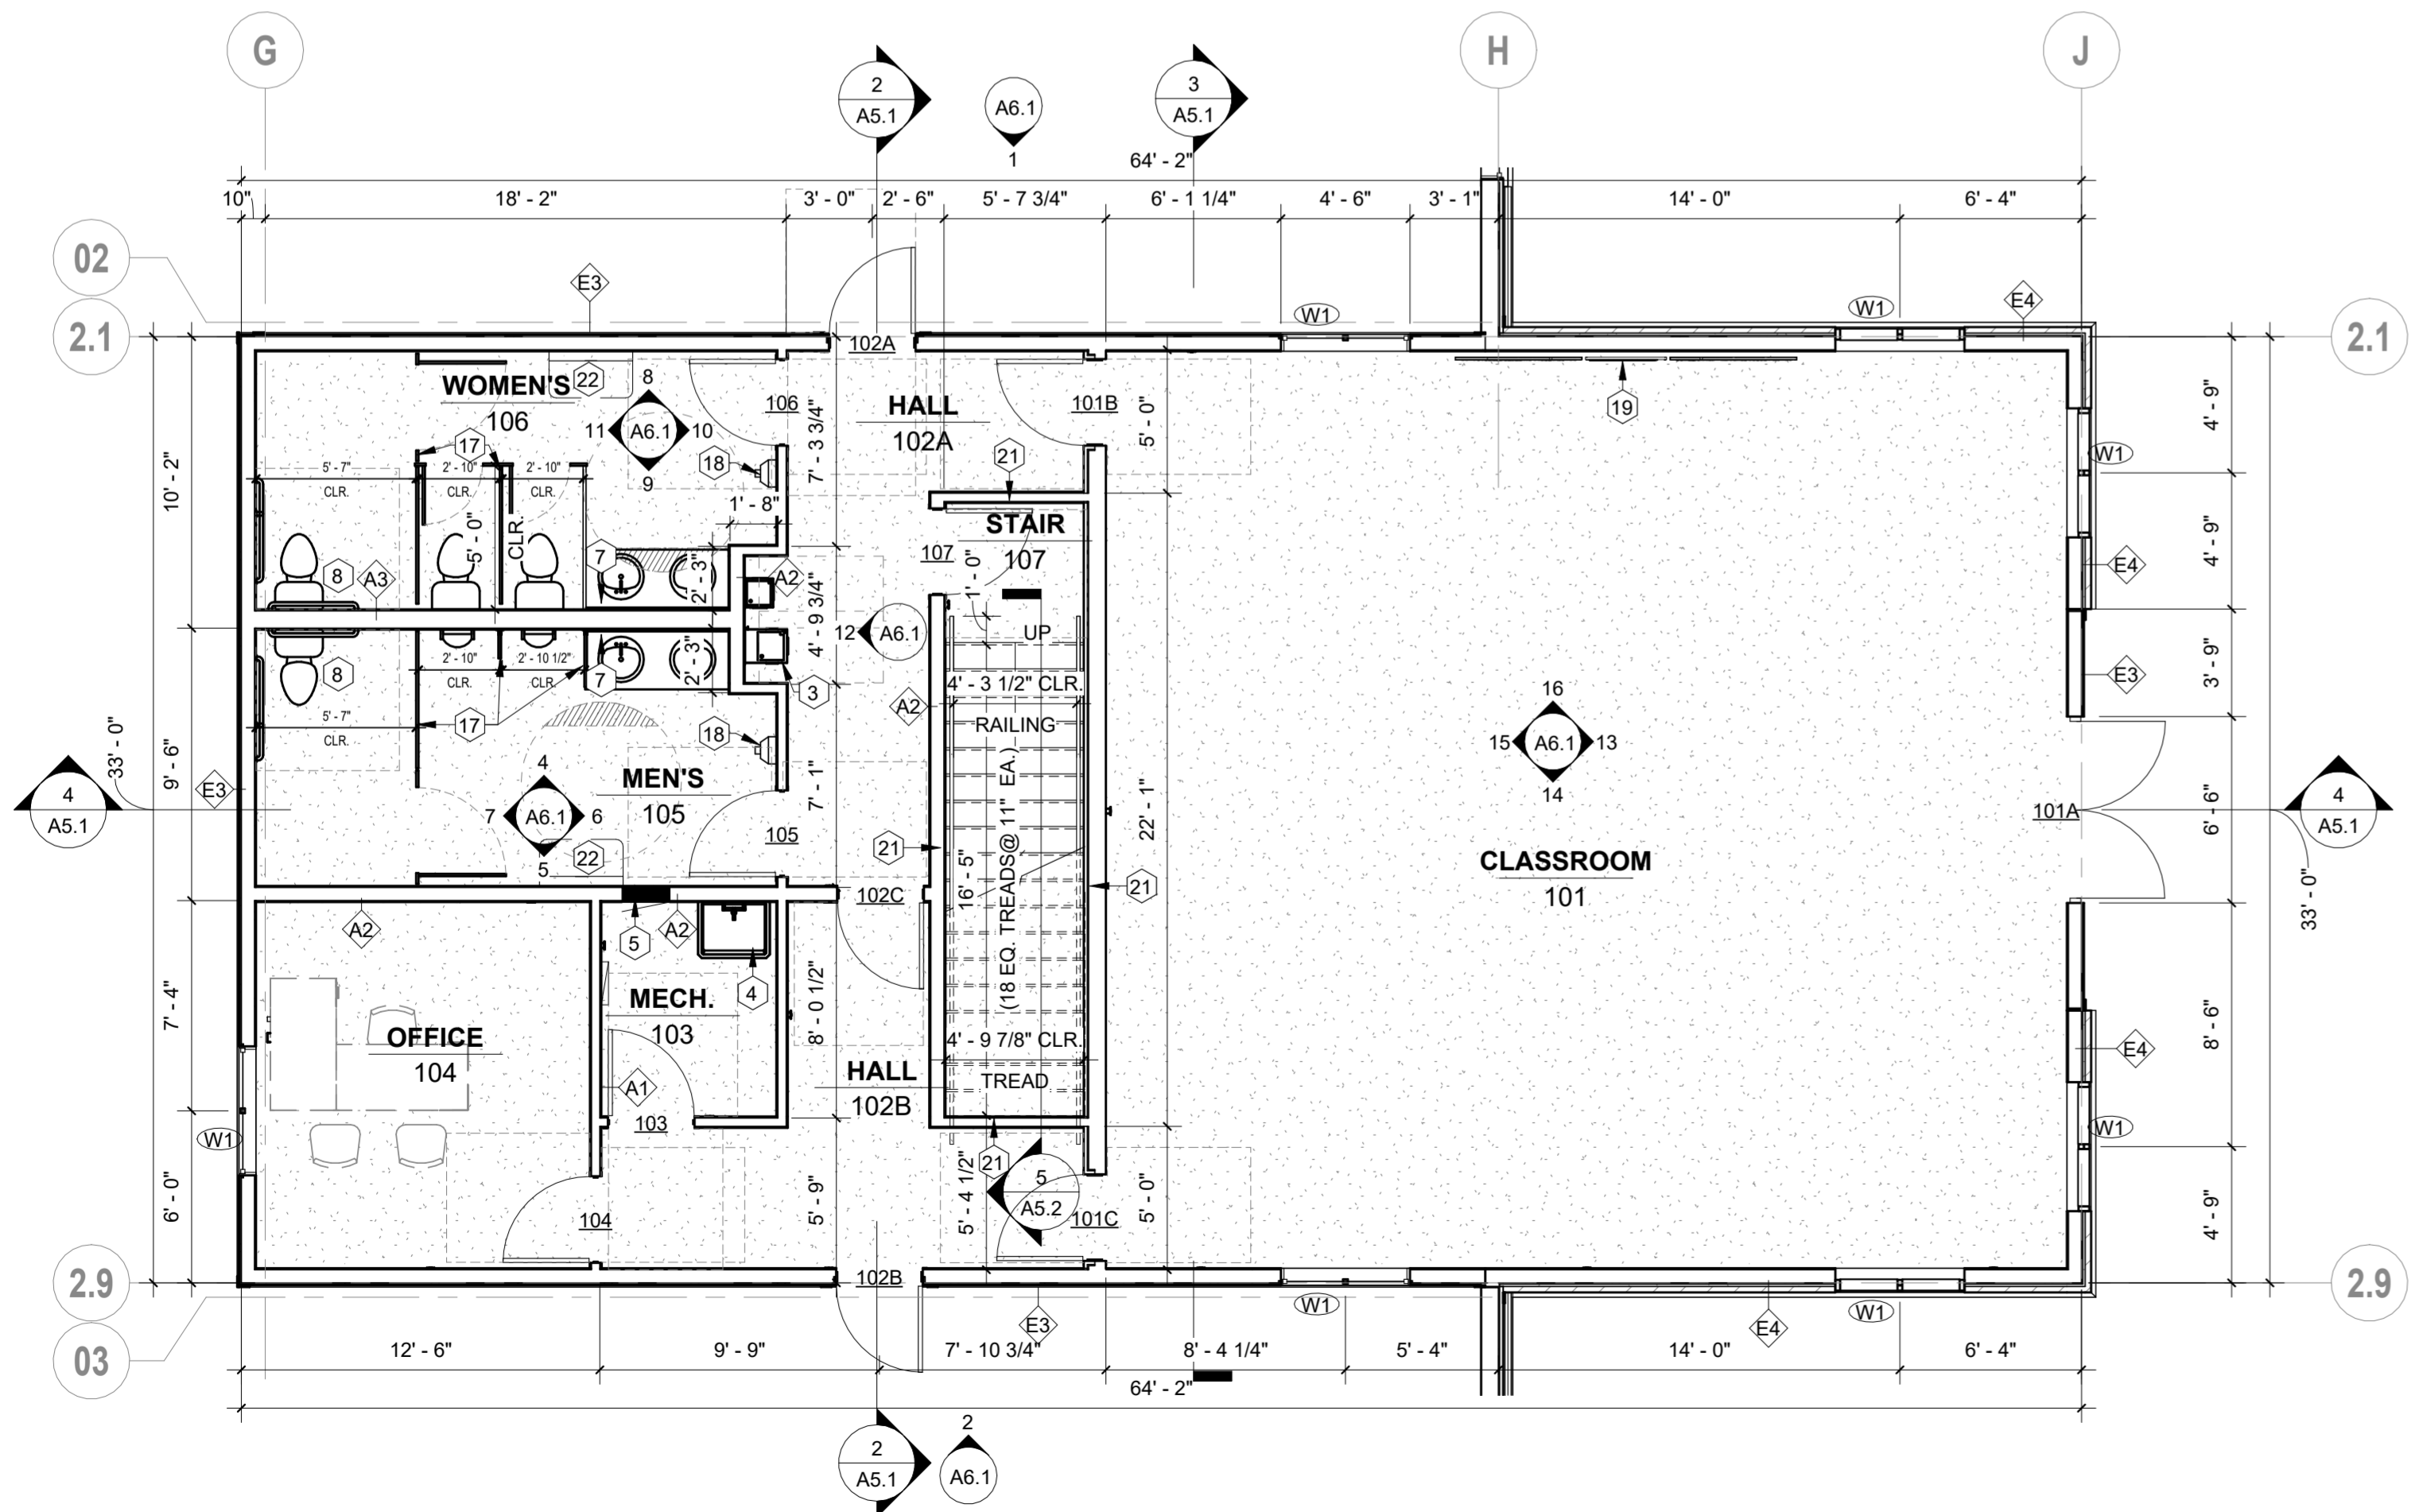 G
H
J
2
A5.1
A6.1
1
3
A5.1
64' - 2"
10"
18' - 2"
3' - 0"
2' - 6"
5' - 7 3/4"
6' - 1 1/4"
4' - 6"
3' - 1"
14' - 0"
6' - 4"
02
2.1
2.1
E3
W1
W1
E4
102A
WOMEN'S
106
22
8
11
A6.1
10
9
106
HALL
102A
101B
5' - 0"
19
4' - 9"
W1
17
18
21
7' - 3 3/4"
10' - 2"
5' - 7"
CLR.
2' - 10"
CLR.
2' - 10"
CLR.
5' - 0"
CLR.
1' - 8"
STAIR
107
107
1' - 0"
4' - 9"
E4
8
A3
7
2' - 3"
A2
4' - 9 3/4"
12
A6.1
UP
8
2' - 10"
CLR.
2' - 10 1/2"
CLR.
7
2' - 3"
3
4' - 3 1/2" CLR.
A2
RAILING
3' - 9"
E3
5' - 7"
CLR.
17
18
16
15
A6.1
13
14
33' - 0"
9' - 6"
E3
4
A5.1
4
7
A6.1
6
5
MEN'S
105
105
22
7' - 1"
21
16' - 5"
(18 EQ. TREADS@ 11" EA.)
22' - 1"
21
CLASSROOM
101
101A
6' - 6"
4
A5.1
33' - 0"
102C
A2
5
A2
4
MECH.
103
8' - 0 1/2"
7' - 4"
OFFICE
104
4' - 9 7/8" CLR.
TREAD
8' - 6"
E4
A1
HALL
102B
103
W1
W1
21
5
A5.2
5' - 4 1/2"
101C
5' - 0"
6' - 0"
104
5' - 9"
4' - 9"
2.9
102B
2.9
W1
W1
E3
E4
03
12' - 6"
9' - 9"
7' - 10 3/4"
8' - 4 1/4"
5' - 4"
14' - 0"
6' - 4"
64' - 2"
2
A5.1
2
A6.1